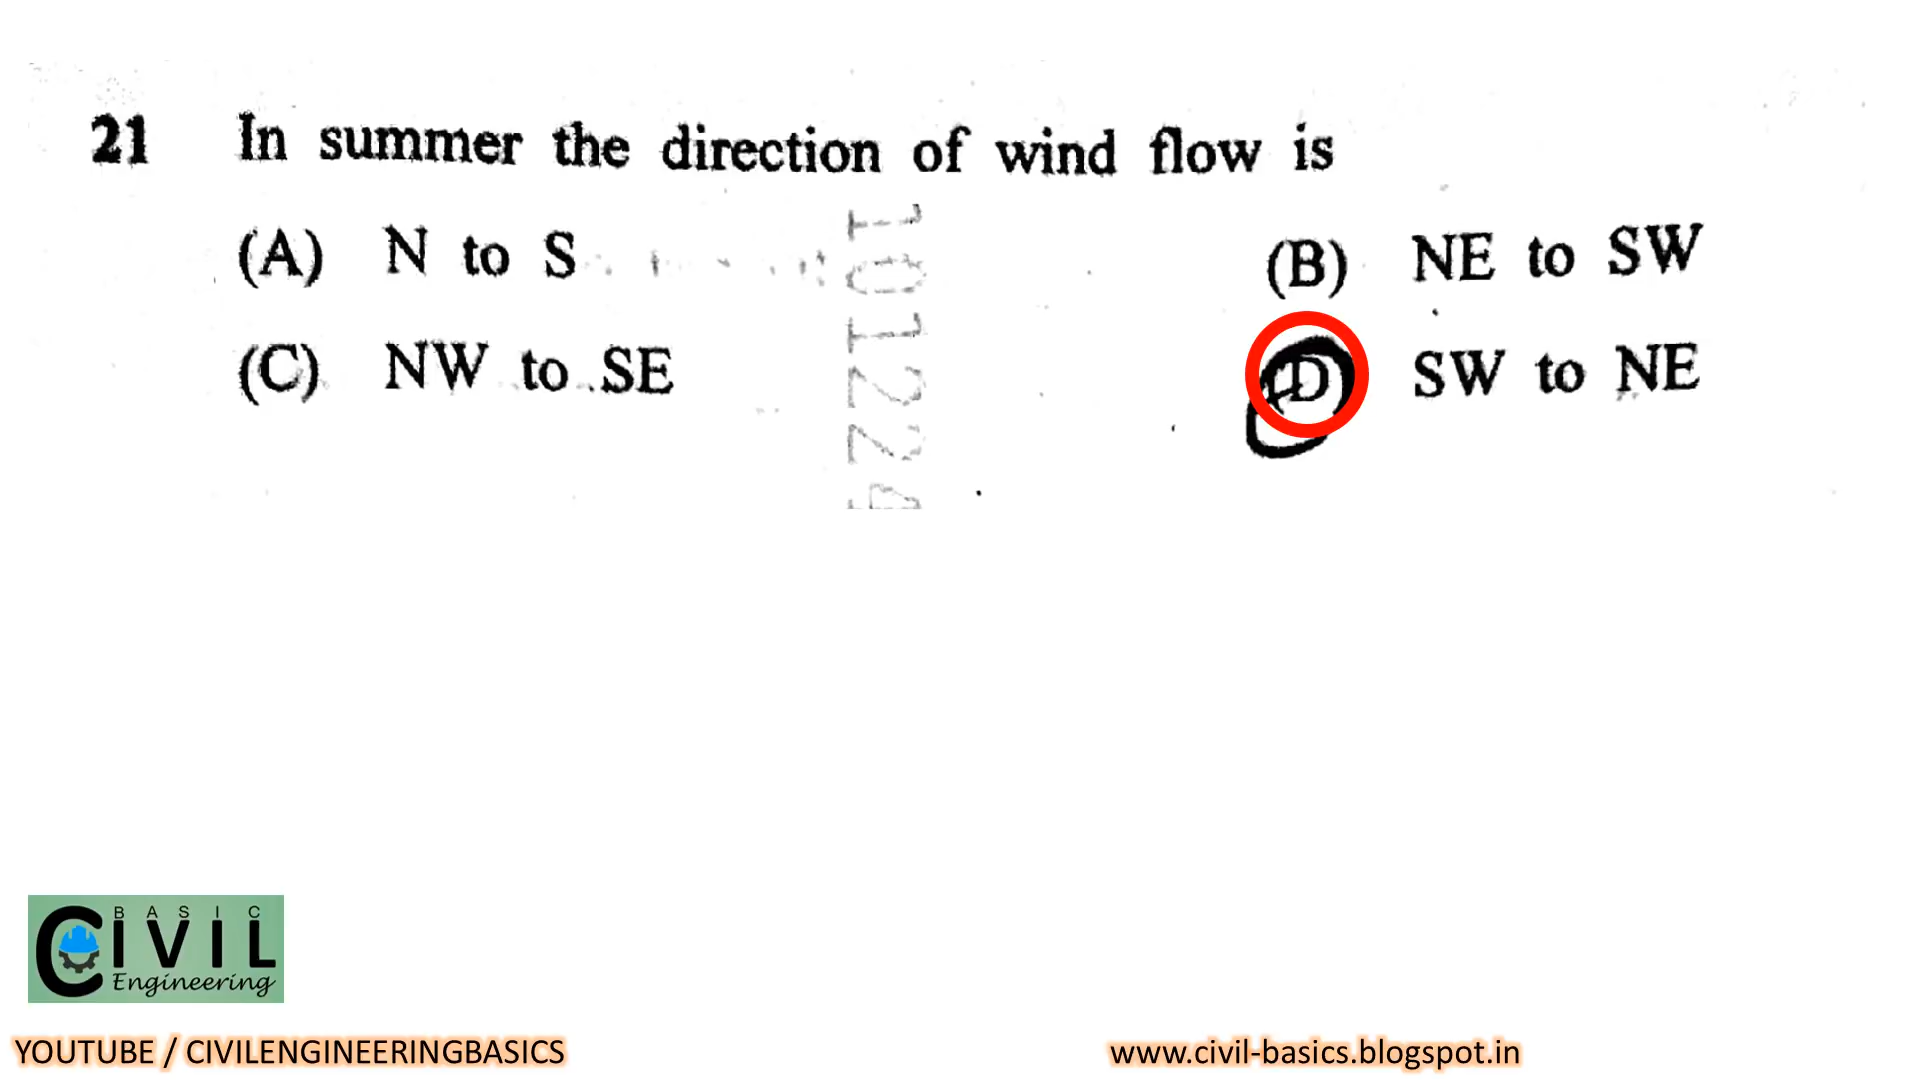 21 In summer the direction of wind flow is
(A) N to S (B) NE to SW
(C) NW to SE (D) SW to NE
101224
BASIC
CIVIL
Engineering
YOUTUBE / CIVILENGINEERINGBASICS www.civil-basics.blogspot.in